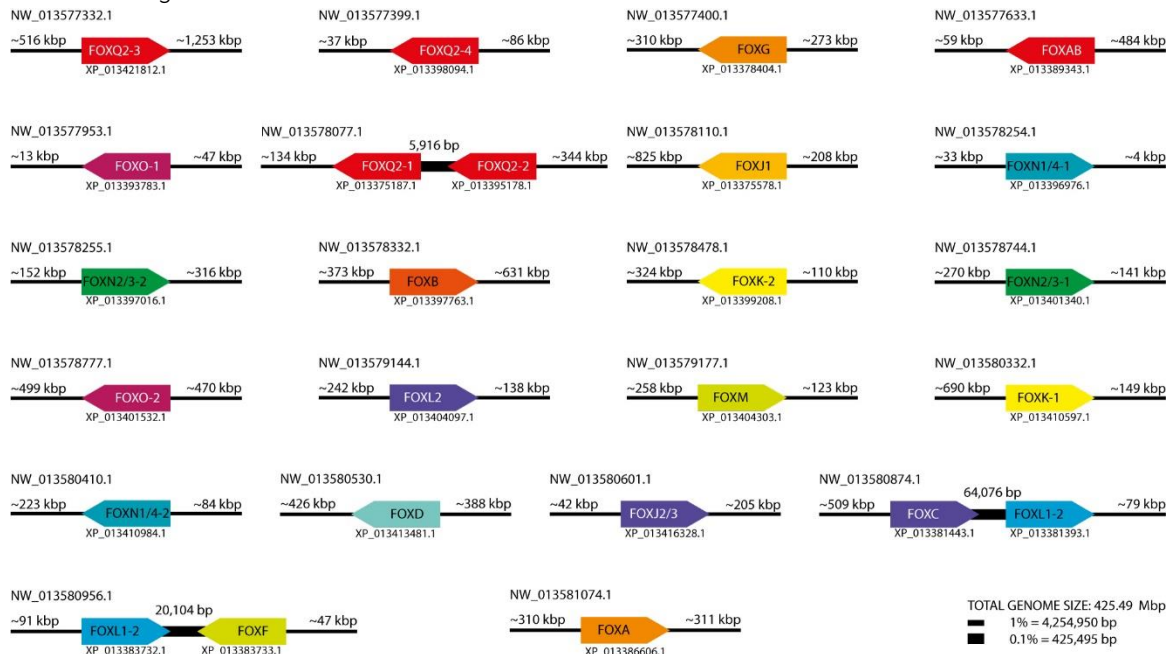 NW_013577332.1
~516 kbp FOXQ2-3 ~1,253 kbp
XP_013421812.1
NW_013577399.1
~37 kbp FOXQ2-4 ~86 kbp
XP_013398094.1
NW_013577400.1
~310 kbp FOXG ~273 kbp
XP_013378404.1
NW_013577633.1
~59 kbp FOXAB ~484 kbp
XP_013389343.1
NW_013577953.1
~13 kbp FOXO-1 ~47 kbp
XP_013393783.1
NW_013578077.1
5,916 bp
~134 kbp FOXQ2-1 FOXQ2-2 ~344 kbp
XP_013375187.1 XP_013395178.1
NW_013578110.1
~825 kbp FOXJ1 ~208 kbp
XP_013375578.1
NW_013578254.1
~33 kbp FOXN1/4-1 ~4 kbp
XP_013396976.1
NW_013578255.1
~152 kbp FOXN2/3-2 ~316 kbp
XP_013397016.1
NW_013578332.1
~373 kbp FOXB ~631 kbp
XP_013397763.1
NW_013578478.1
~324 kbp FOXK-2 ~110 kbp
XP_013399208.1
NW_013578744.1
~270 kbp FOXN2/3-1 ~141 kbp
XP_013401340.1
NW_013578777.1
~499 kbp FOXO-2 ~470 kbp
XP_013401532.1
NW_013579144.1
~242 kbp FOXL2 ~138 kbp
XP_013404097.1
NW_013579177.1
~258 kbp FOXM ~123 kbp
XP_013404303.1
NW_013580332.1
~690 kbp FOXK-1 ~149 kbp
XP_013410597.1
NW_013580410.1
~223 kbp FOXN1/4-2 ~84 kbp
XP_013410984.1
NW_013580530.1
~426 kbp FOXD ~388 kbp
XP_013413481.1
NW_013580601.1
~42 kbp FOXJ2/3 ~205 kbp
XP_013416328.1
NW_013580874.1
64,076 bp
~509 kbp FOXC FOXL1-2 ~79 kbp
XP_013381443.1 XP_013381393.1
NW_013580956.1
20,104 bp
~91 kbp FOXL1-2 FOXF ~47 kbp
XP_013383732.1 XP_013383733.1
NW_013581074.1
~310 kbp FOXA ~311 kbp
XP_013386606.1
TOTAL GENOME SIZE: 425.49 Mbp
1% = 4,254,950 bp
0.1% = 425,495 bp